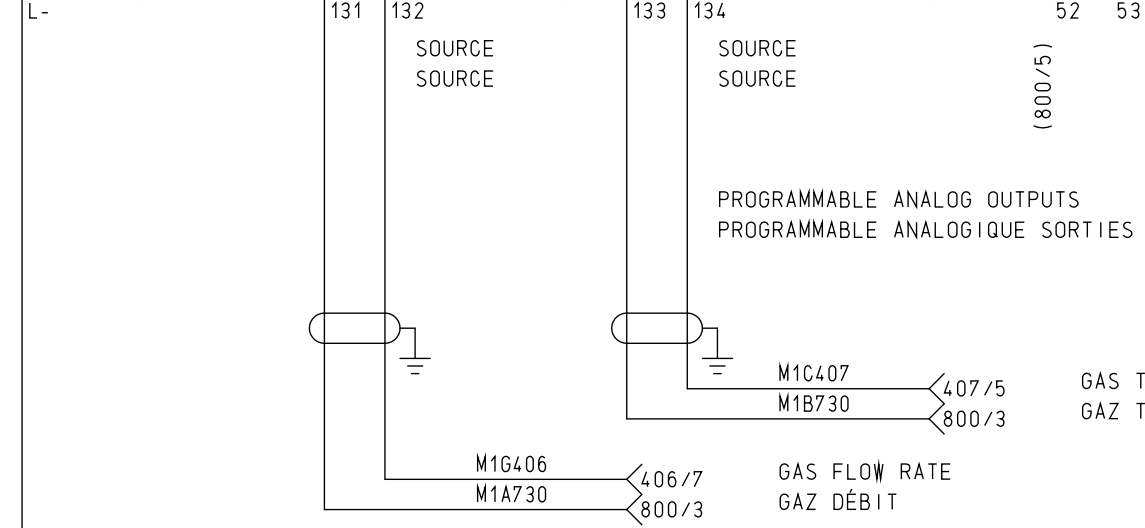 L- 131 132 133 134 52 53
SOURCE SOURCE
SOURCE SOURCE
(800/5)
PROGRAMMABLE ANALOG OUTPUTS
PROGRAMMABLE ANALOGIQUE SORTIES
M1C407 407/5 GAS T
M1B730 800/3 GAZ T
M1G406 406/7 GAS FLOW RATE
M1A730 800/3 GAZ DÉBIT